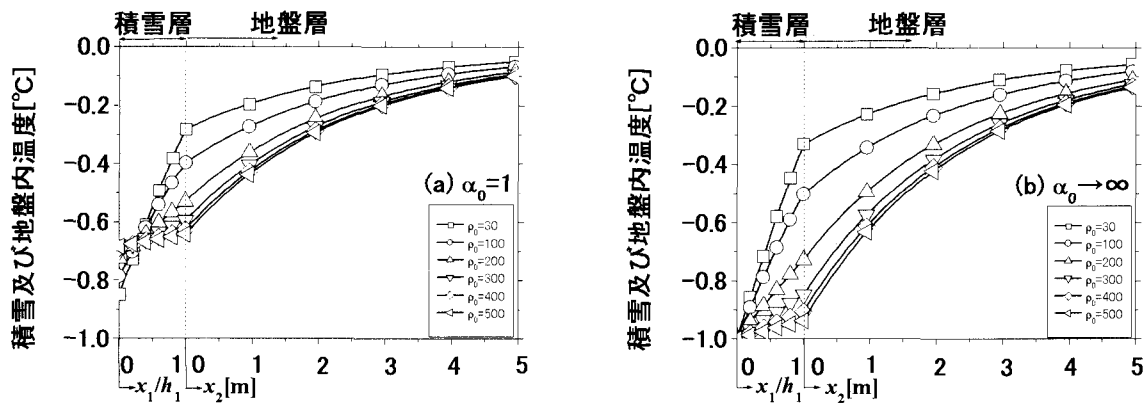 積雪層 地盤層
積雪及び地盤内温度[℃]
0.0
-0.2
-0.4
-0.6
-0.8
-1.0
(a) α₀=1
ρ₀=30
ρ₀=100
ρ₀=200
ρ₀=300
ρ₀=400
ρ₀=500
0 1 0 1 2 3 4 5
x₁/h₁ x₂[m]
積雪層 地盤層
積雪及び地盤内温度[℃]
0.0
-0.2
-0.4
-0.6
-0.8
-1.0
(b) α₀→∞
ρ₀=30
ρ₀=100
ρ₀=200
ρ₀=300
ρ₀=400
ρ₀=500
0 1 0 1 2 3 4 5
x₁/h₁ x₂[m]